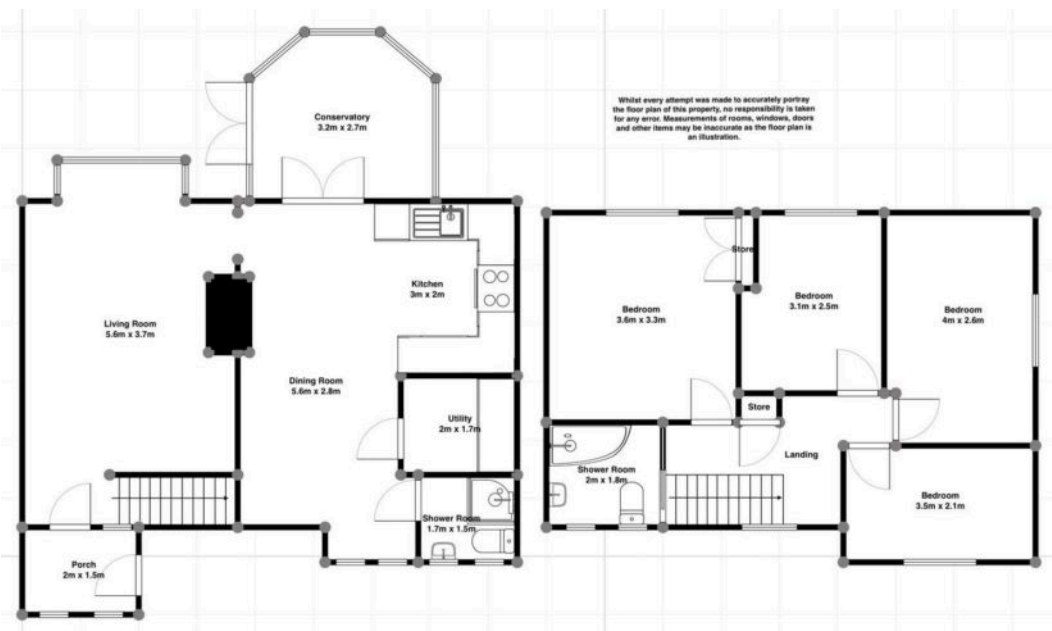 Conservatory
3.2m x 2.7m
Whilst every attempt was made to accurately portray
the floor plan of this property, no responsibility is taken
for any error. Measurements of rooms, windows, doors
and other items may be inaccurate as the floor plan is
an illustration.
Living Room
5.6m x 3.7m
Kitchen
3m x 2m
Dining Room
5.6m x 2.8m
Utility
2m x 1.7m
Shower Room
1.7m x 1.5m
Porch
2m x 1.5m
Store
Bedroom
3.6m x 3.3m
Bedroom
3.1m x 2.5m
Bedroom
4m x 2.6m
Store
Landing
Shower Room
2m x 1.8m
Bedroom
3.5m x 2.1m